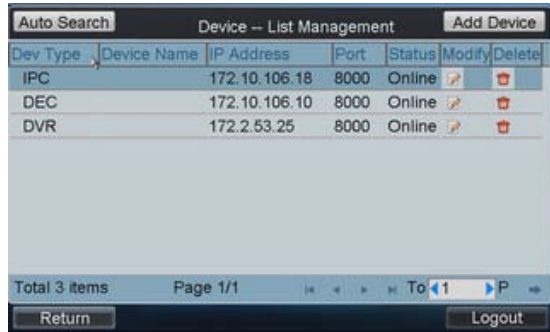 Auto Search Device -- List Management Add Device
Dev Type Device Name IP Address Port Status Modify Delete
IPC 172.10.106.18 8000 Online
DEC 172.10.106.10 8000 Online
DVR 172.2.53.25 8000 Online
Total 3 items Page 1/1 To 1 P
Return Logout